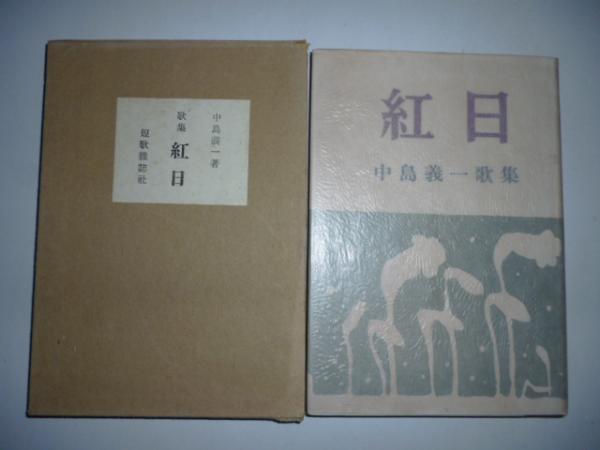 中島義一著
歌集 紅日
短歌雑誌社
紅日
中島義一歌集